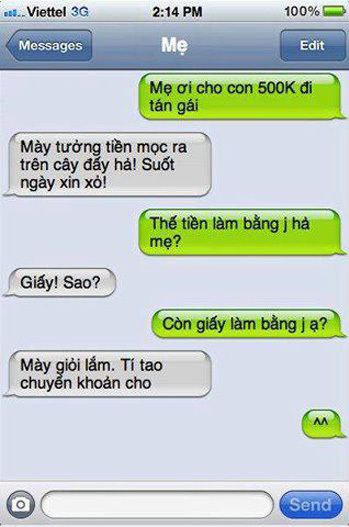 Viettel 3G 2:14 PM 100%
Messages Mẹ Edit
Mẹ ơi cho con 500K đi
tán gái
Mày tưởng tiền mọc ra
trên cây đấy hả! Suốt
ngày xin xỏ!
Thế tiền làm bằng j hả
mẹ?
Giấy! Sao?
Còn giấy làm bằng j ạ?
Mày giỏi lắm. Tí tao
chuyển khoản cho
^^
Send